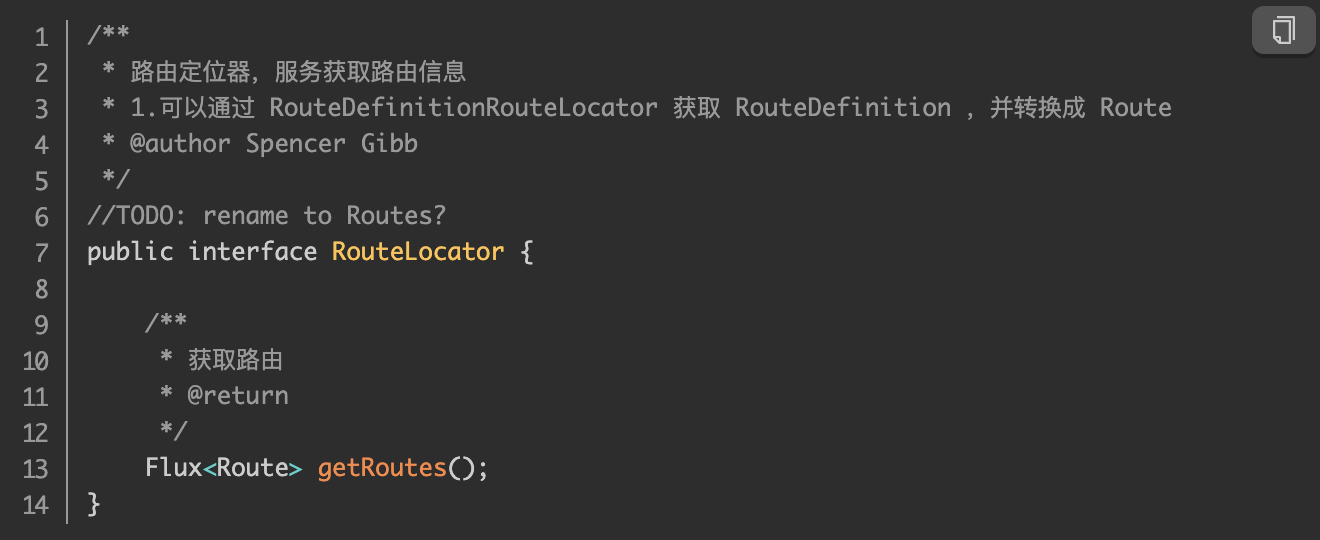 1 /**
2  * 路由定位器，服务获取路由信息
3  * 1.可以通过 RouteDefinitionRouteLocator 获取 RouteDefinition ，并转换成 Route
4  * @author Spencer Gibb
5  */
6 //TODO: rename to Routes?
7 public interface RouteLocator {
8
9     /**
10      * 获取路由
11      * @return
12      */
13     Flux<Route> getRoutes();
14 }